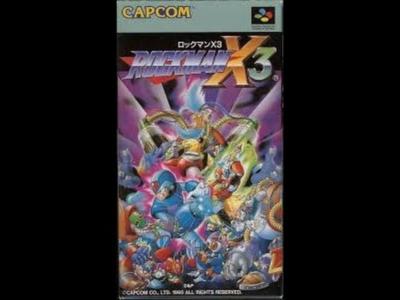 CAPCOM
ロックマンX3
ROCKMAN X3
©CAPCOM CO., LTD. 1995 ALL RIGHTS RESERVED.